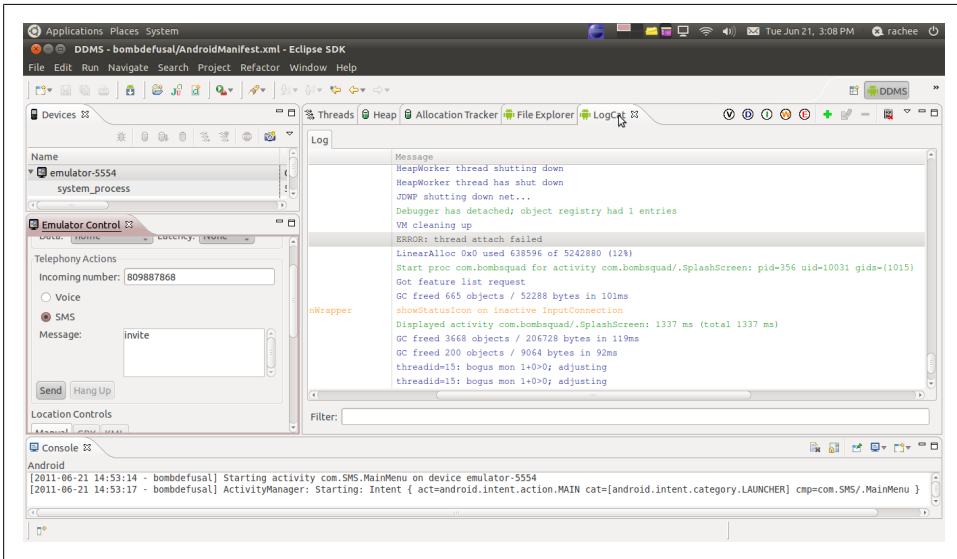 Applications Places System
Tue Jun 21, 3:08 PM rachee
DDMS - bombdefusal/AndroidManifest.xml - Eclipse SDK
File Edit Run Navigate Search Project Refactor Window Help
DDMS
Devices
Threads Heap Allocation Tracker File Explorer LogCat
V D I W E
Log
Name
emulator-5554
system_process
Message
HeapWorker thread shutting down
HeapWorker thread has shut down
JDWP shutting down net...
Debugger has detached; object registry had 1 entries
VM cleaning up
ERROR: thread attach failed
LinearAlloc 0x0 used 638596 of 5242880 (12%)
Start proc com.bombsquad for activity com.bombsquad/.SplashScreen: pid=356 uid=10031 gids={1015}
Got feature list request
GC freed 665 objects / 52288 bytes in 101ms
nWrapper showStatusIcon on inactive InputConnection
Displayed activity com.bombsquad/.SplashScreen: 1337 ms (total 1337 ms)
GC freed 3668 objects / 206728 bytes in 119ms
GC freed 200 objects / 9064 bytes in 92ms
threadid=15: bogus mon 1+0>0; adjusting
threadid=15: bogus mon 1+0>0; adjusting
Filter:
Emulator Control
Data: home Latency: None
Telephony Actions
Incoming number: 809887868
Voice
SMS
Message: invite
Send Hang Up
Location Controls
Manual GPX KML
Console
Android
[2011-06-21 14:53:14 - bombdefusal] Starting activity com.SMS.MainMenu on device emulator-5554
[2011-06-21 14:53:17 - bombdefusal] ActivityManager: Starting: Intent { act=android.intent.action.MAIN cat=[android.intent.category.LAUNCHER] cmp=com.SMS/.MainMenu }